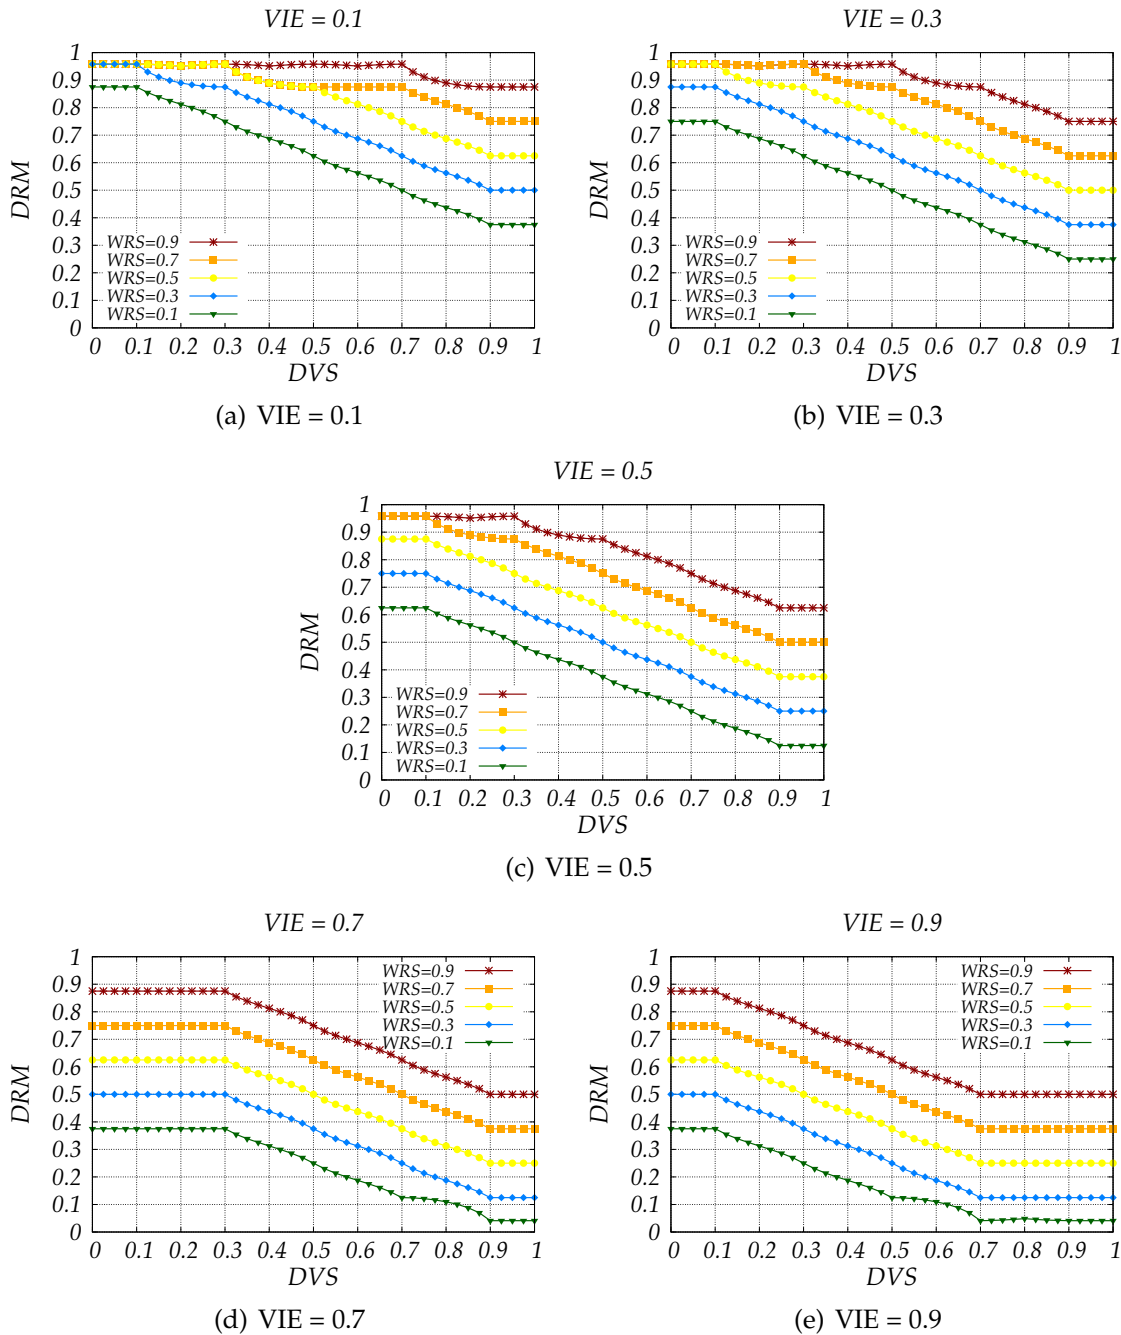 VIE = 0.1
1
0.9
0.8
0.7
0.6
0.5
0.4
0.3
0.2
0.1
0
DRM
WRS=0.9
WRS=0.7
WRS=0.5
WRS=0.3
WRS=0.1
0 0.1 0.2 0.3 0.4 0.5 0.6 0.7 0.8 0.9 1
DVS
(a) VIE = 0.1
VIE = 0.3
1
0.9
0.8
0.7
0.6
0.5
0.4
0.3
0.2
0.1
0
DRM
WRS=0.9
WRS=0.7
WRS=0.5
WRS=0.3
WRS=0.1
0 0.1 0.2 0.3 0.4 0.5 0.6 0.7 0.8 0.9 1
DVS
(b) VIE = 0.3
VIE = 0.5
1
0.9
0.8
0.7
0.6
0.5
0.4
0.3
0.2
0.1
0
DRM
WRS=0.9
WRS=0.7
WRS=0.5
WRS=0.3
WRS=0.1
0 0.1 0.2 0.3 0.4 0.5 0.6 0.7 0.8 0.9 1
DVS
(c) VIE = 0.5
VIE = 0.7
1
0.9
0.8
0.7
0.6
0.5
0.4
0.3
0.2
0.1
0
DRM
WRS=0.9
WRS=0.7
WRS=0.5
WRS=0.3
WRS=0.1
0 0.1 0.2 0.3 0.4 0.5 0.6 0.7 0.8 0.9 1
DVS
(d) VIE = 0.7
VIE = 0.9
1
0.9
0.8
0.7
0.6
0.5
0.4
0.3
0.2
0.1
0
DRM
WRS=0.9
WRS=0.7
WRS=0.5
WRS=0.3
WRS=0.1
0 0.1 0.2 0.3 0.4 0.5 0.6 0.7 0.8 0.9 1
DVS
(e) VIE = 0.9